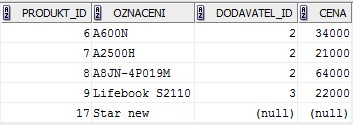 PRODUKT_ID OZNACENI DODAVATEL_ID CENA
6 A600N 2 34000
7 A2500H 2 21000
8 A8JN-4P019M 2 64000
9 Lifebook S2110 3 22000
17 Star new (null) (null)